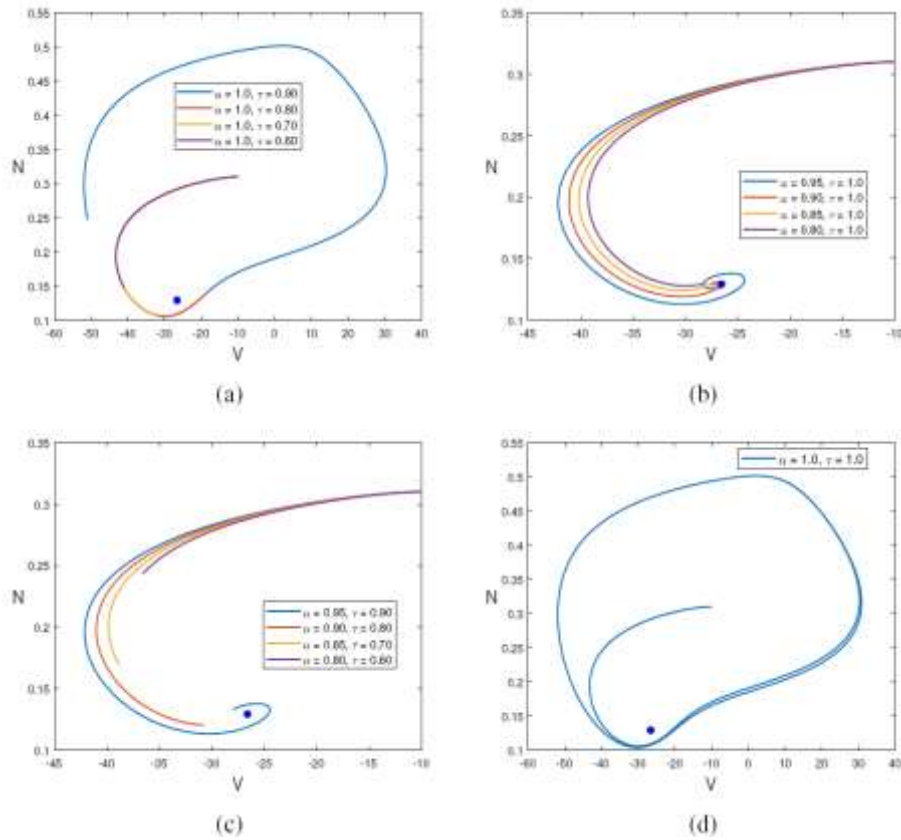 0.55
0.5
0.45
0.4
0.35
N
0.3
0.25
0.2
0.15
0.1
-60 -50 -40 -30 -20 -10 0 10 20 30 40
V
α = 1.0, τ = 0.90
α = 1.0, τ = 0.80
α = 1.0, τ = 0.70
α = 1.0, τ = 0.60
(a)
0.35
0.3
0.25
N
0.2
0.15
0.1
-45 -40 -35 -30 -25 -20 -15 -10
V
α = 0.95, τ = 1.0
α = 0.90, τ = 1.0
α = 0.85, τ = 1.0
α = 0.80, τ = 1.0
(b)
0.35
0.3
0.25
N
0.2
0.15
0.1
-45 -40 -35 -30 -25 -20 -15 -10
V
α = 0.95, τ = 0.90
α = 0.90, τ = 0.80
α = 0.85, τ = 0.70
α = 0.80, τ = 0.60
(c)
0.55
0.5
0.45
0.4
0.35
N
0.3
0.25
0.2
0.15
0.1
-60 -50 -40 -30 -20 -10 0 10 20 30 40
V
α = 1.0, τ = 1.0
(d)